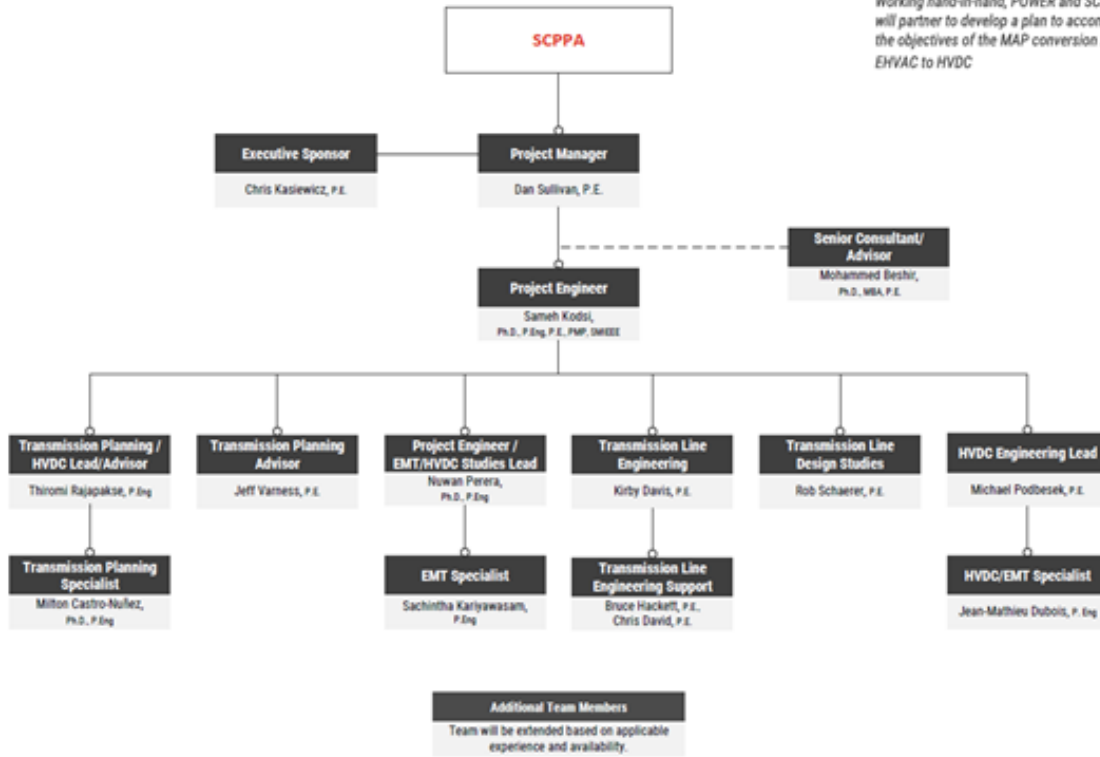 Working hand-in-hand, POWER and
will partner to develop a plan to
the objectives of the MAP conversion
EHVAC to HVDC
SCPPA
Executive Sponsor
Chris Kasiewicz, P.E.
Project Manager
Dan Sullivan, P.E.
Senior Consultant/
Advisor
Mohammed Beshir,
Ph.D., MBA, P.E.
Project Engineer
Sameh Kodsi,
Ph.D., P.Eng, P.E., PMP, SMIEEE
Transmission Planning /
HVDC Lead/Advisor
Thiromi Rajapakse, P.Eng
Transmission Planning
Advisor
Jeff Varness, P.E.
Project Engineer /
EMT/HVDC Studies Lead
Nuwan Perera,
Ph.D., P.Eng
Transmission Line
Engineering
Kirby Davis, P.E.
Transmission Line
Design Studies
Rob Schaerer, P.E.
HVDC Engineering Lead
Michael Podbesek, P.E.
Transmission Planning
Specialist
Milton Castro-Nuñez,
Ph.D., P.Eng
EMT Specialist
Sachintha Kariyawasam,
P.Eng
Transmission Line
Engineering Support
Bruce Hackett, P.E.,
Chris David, P.E.
HVDC/EMT Specialist
Jean-Mathieu Dubois, P. Eng
Additional Team Members
Team will be extended based on applicable
experience and availability.